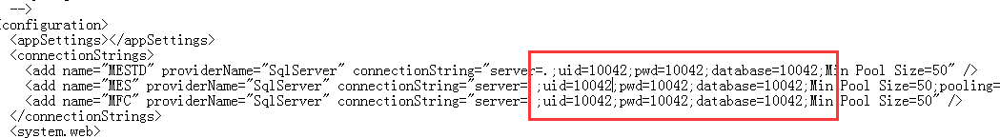 -->
(configuration>
<appSettings></appSettings>
<connectionStrings>
<add name="MESTD" providerName="SqlServer" connectionString="server=.;uid=10042;pwd=10042;database=10042;Min Pool Size=50" />
<add name="MES" providerName="SqlServer" connectionString="server= ;uid=10042;pwd=10042;database=10042;Min Pool Size=50;pooling=
<add name="MFC" providerName="SqlServer" connectionString="server= ;uid=10042;pwd=10042;database=10042;Min Pool Size=50" />
</connectionStrings>
<system.web>